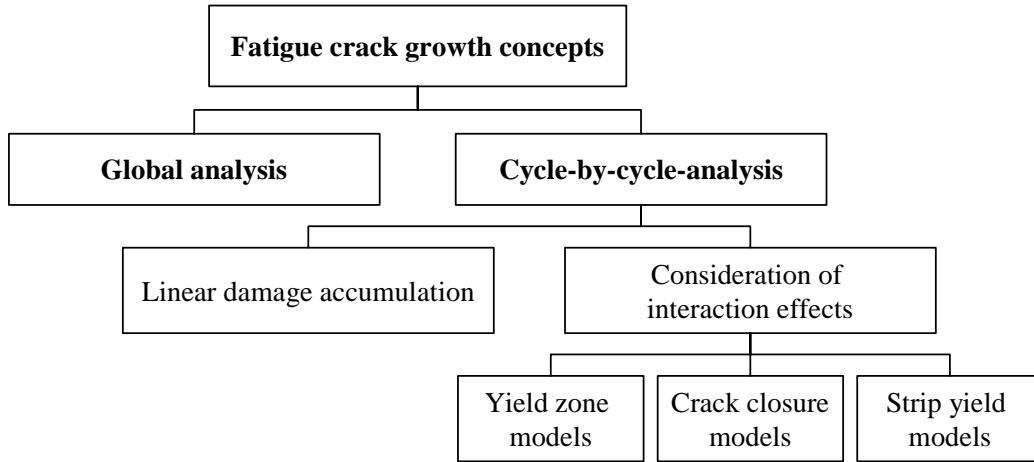 Fatigue crack growth concepts
Global analysis
Cycle-by-cycle-analysis
Linear damage accumulation
Consideration of
interaction effects
Yield zone
models
Crack closure
models
Strip yield
models